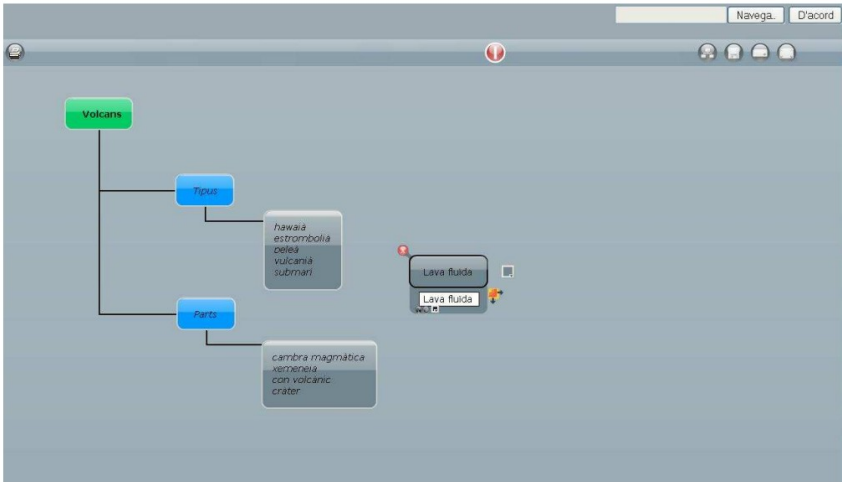 Navega..
D'acord
Volcans
Tipus
hawaià
estrombolià
peleà
vulcanià
submarí
Lava fluida
Lava fluida
Parts
cambra magmàtica
xemeneia
con volcànic
cràter